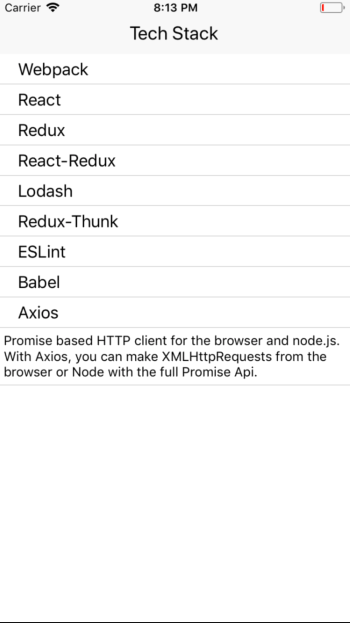 Carrier 8:13 PM
Tech Stack
Webpack
React
Redux
React-Redux
Lodash
Redux-Thunk
ESLint
Babel
Axios
Promise based HTTP client for the browser and node.js.
With Axios, you can make XMLHttpRequests from the
browser or Node with the full Promise Api.